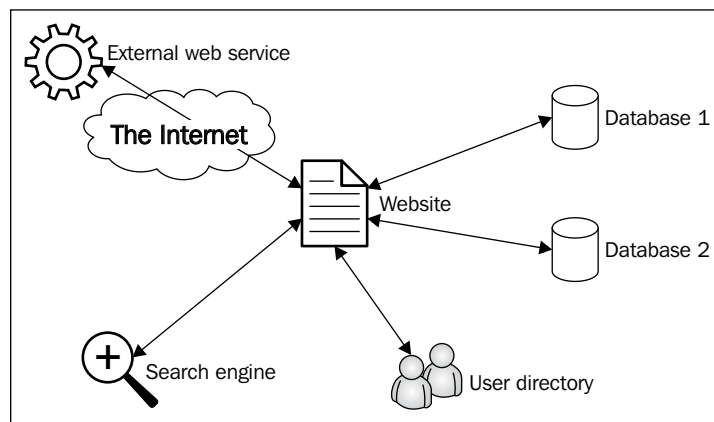 External web service
The Internet
Database 1
Website
Database 2
Search engine
User directory